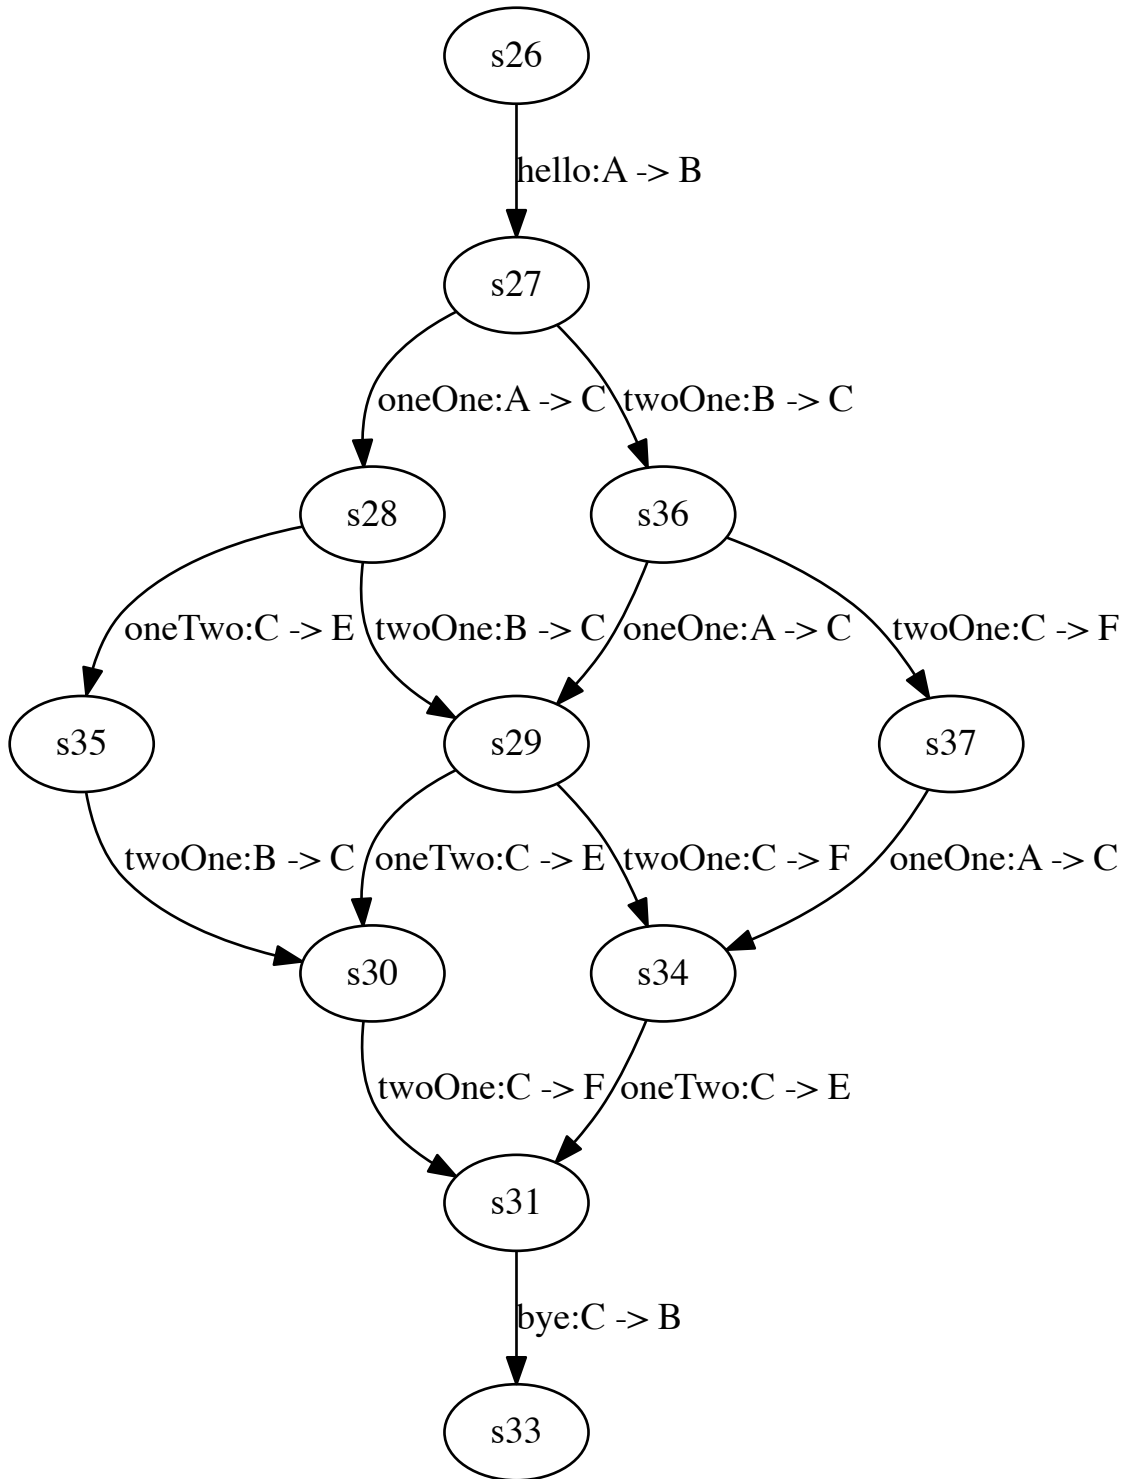 s26
hello:A -> B
s27
oneOne:A -> C
twoOne:B -> C
s28
s36
oneTwo:C -> E
twoOne:B -> C
oneOne:A -> C
twoOne:C -> F
s35
s29
s37
twoOne:B -> C
oneTwo:C -> E
twoOne:C -> F
oneOne:A -> C
s30
s34
twoOne:C -> F
oneTwo:C -> E
s31
bye:C -> B
s33